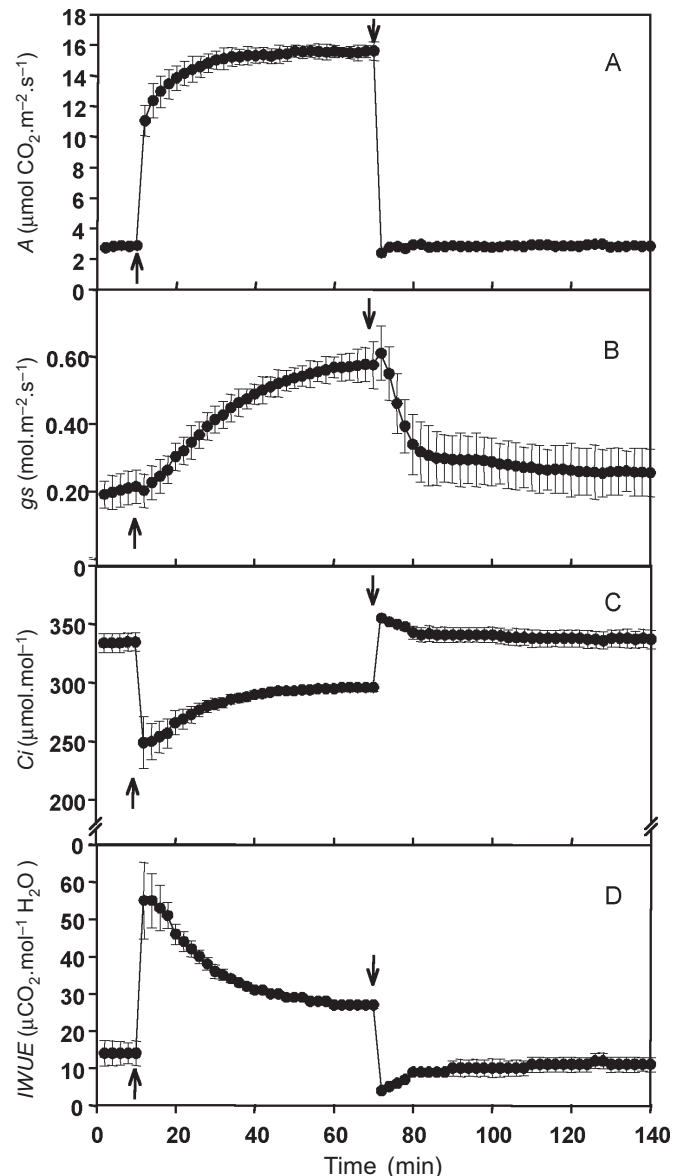 18
16
14
12
10
8
6
4
2
0
A (μmol CO₂.m⁻².s⁻¹)
A
0.60
0.40
0.20
0
gs (mol.m⁻².s⁻¹)
B
350
300
250
200
0
Ci (μmol.mol⁻¹)
C
60
50
40
30
20
10
0
IWUE (μCO₂.mol⁻¹ H₂O )
D
0 20 40 60 80 100 120 140
Time (min)